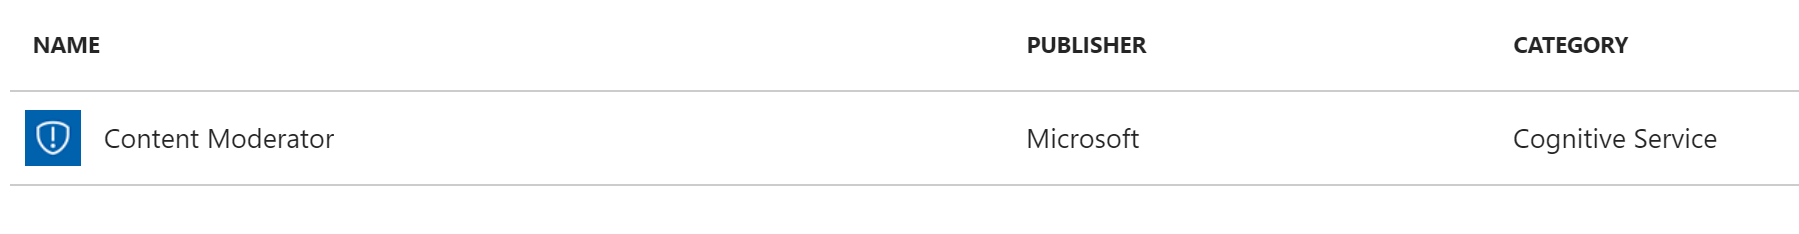 NAME PUBLISHER CATEGORY
Content Moderator Microsoft Cognitive Service